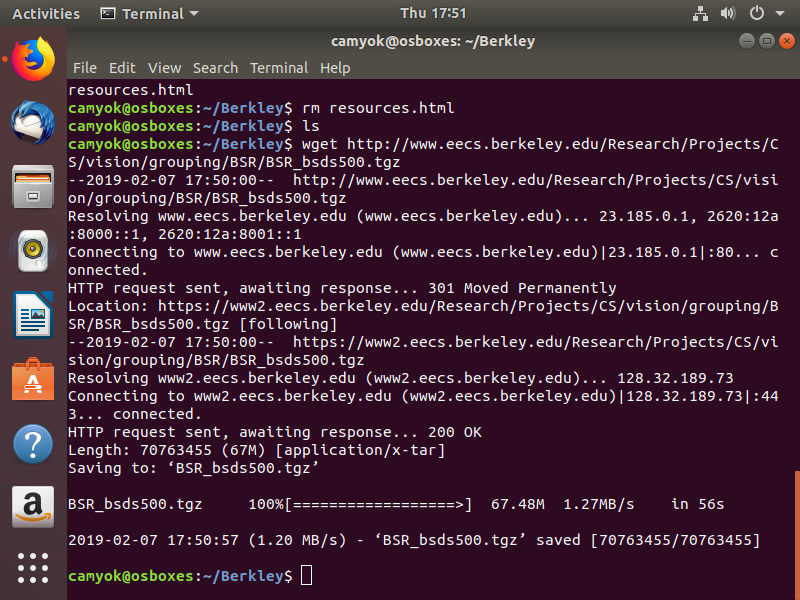 Activities Terminal Thu 17:51
camyok@osboxes: ~/Berkley
File Edit View Search Terminal Help
resources.html
camyok@osboxes:~/Berkley$ rm resources.html
camyok@osboxes:~/Berkley$ ls
camyok@osboxes:~/Berkley$ wget http://www.eecs.berkeley.edu/Research/Projects/C
S/vision/grouping/BSR/BSR_bsds500.tgz
--2019-02-07 17:50:00--  http://www.eecs.berkeley.edu/Research/Projects/CS/visi
on/grouping/BSR/BSR_bsds500.tgz
Resolving www.eecs.berkeley.edu (www.eecs.berkeley.edu)... 23.185.0.1, 2620:12a
:8000::1, 2620:12a:8001::1
Connecting to www.eecs.berkeley.edu (www.eecs.berkeley.edu)|23.185.0.1|:80... c
onnected.
HTTP request sent, awaiting response... 301 Moved Permanently
Location: https://www2.eecs.berkeley.edu/Research/Projects/CS/vision/grouping/B
SR/BSR_bsds500.tgz [following]
--2019-02-07 17:50:00--  https://www2.eecs.berkeley.edu/Research/Projects/CS/vi
sion/grouping/BSR/BSR_bsds500.tgz
Resolving www2.eecs.berkeley.edu (www2.eecs.berkeley.edu)... 128.32.189.73
Connecting to www2.eecs.berkeley.edu (www2.eecs.berkeley.edu)|128.32.189.73|:44
3... connected.
HTTP request sent, awaiting response... 200 OK
Length: 70763455 (67M) [application/x-tar]
Saving to: ‘BSR_bsds500.tgz’
BSR_bsds500.tgz     100%[==================>]  67.48M  1.27MB/s    in 56s
2019-02-07 17:50:57 (1.20 MB/s) - ‘BSR_bsds500.tgz’ saved [70763455/70763455]
camyok@osboxes:~/Berkley$